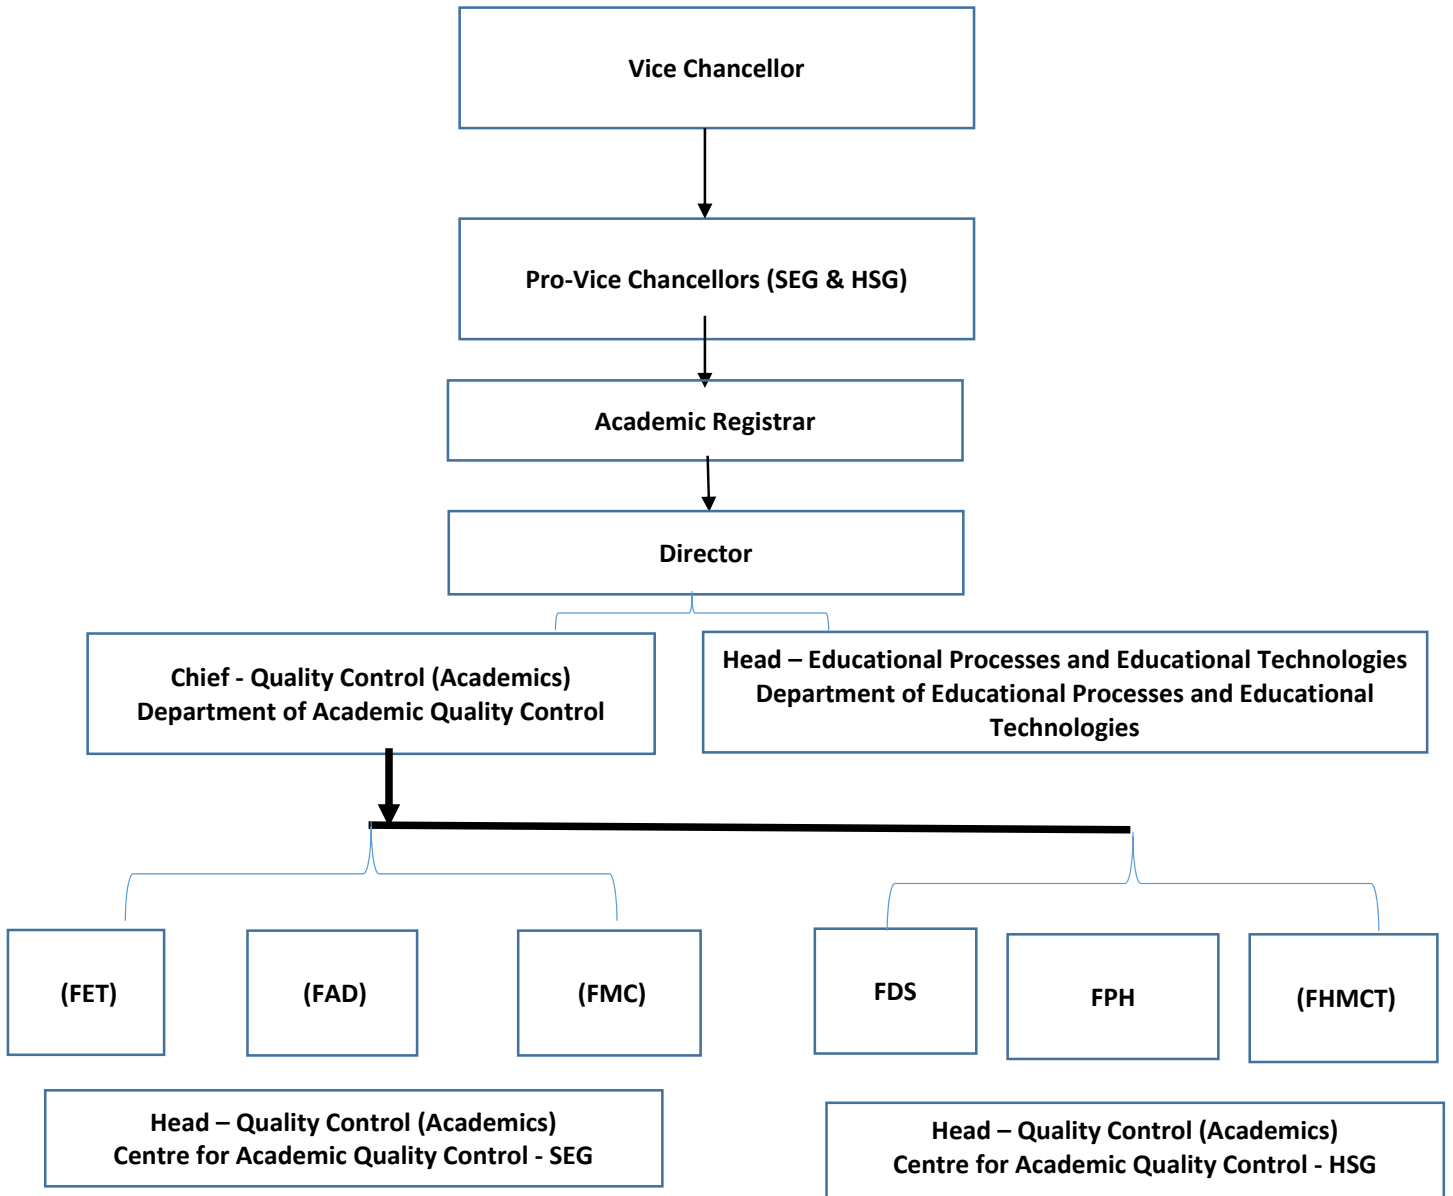 Vice Chancellor
Pro-Vice Chancellors (SEG & HSG)
Academic Registrar
Director
Chief - Quality Control (Academics)
Department of Academic Quality Control
Head – Educational Processes and Educational Technologies
Department of Educational Processes and Educational
Technologies
(FET)
(FAD)
(FMC)
FDS
FPH
(FHMCT)
Head – Quality Control (Academics)
Centre for Academic Quality Control - SEG
Head – Quality Control (Academics)
Centre for Academic Quality Control - HSG